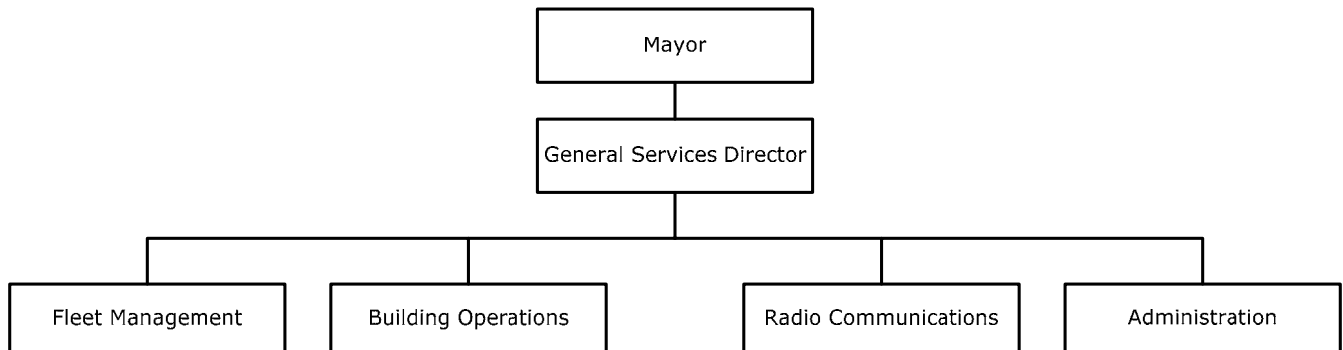 Mayor
General Services Director
Fleet Management
Building Operations
Radio Communications
Administration